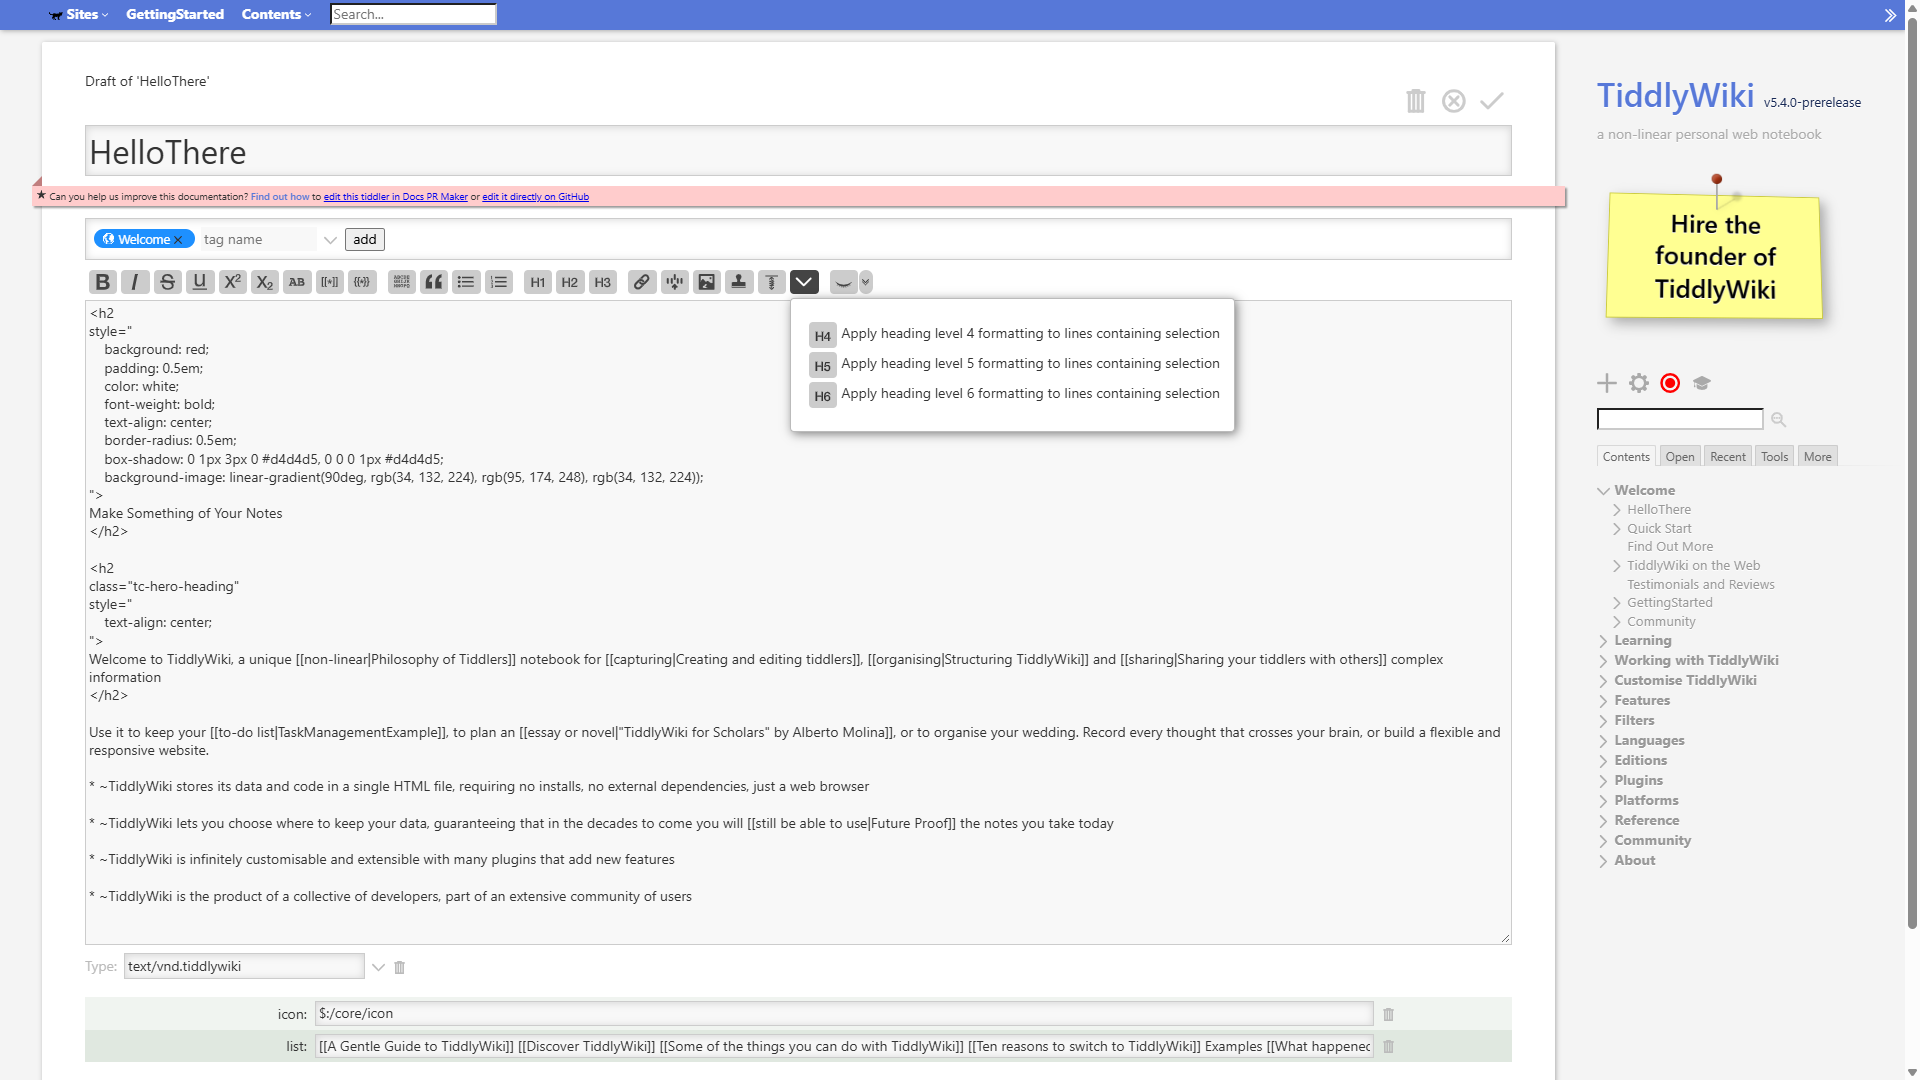 Sites GettingStarted Contents Search...
Draft of 'HelloThere'
HelloThere
★ Can you help us improve this documentation? Find out how to edit this tiddler in Docs PR Maker or edit it directly on GitHub
Welcome × tag name add
B I S U X² X₂ AB [[*]] {{*}} H1 H2 H3
H4 Apply heading level 4 formatting to lines containing selection
H5 Apply heading level 5 formatting to lines containing selection
H6 Apply heading level 6 formatting to lines containing selection
<h2
style="
background: red;
padding: 0.5em;
color: white;
font-weight: bold;
text-align: center;
border-radius: 0.5em;
box-shadow: 0 1px 3px 0 #d4d4d5, 0 0 0 1px #d4d4d5;
background-image: linear-gradient(90deg, rgb(34, 132, 224), rgb(95, 174, 248), rgb(34, 132, 224));
">
Make Something of Your Notes
</h2>
<h2
class="tc-hero-heading"
style="
text-align: center;
">
Welcome to TiddlyWiki, a unique [[non-linear|Philosophy of Tiddlers]] notebook for [[capturing|Creating and editing tiddlers]], [[organising|Structuring TiddlyWiki]] and [[sharing|Sharing your tiddlers with others]] complex
information
</h2>
Use it to keep your [[to-do list|TaskManagementExample]], to plan an [[essay or novel|"TiddlyWiki for Scholars" by Alberto Molina]], or to organise your wedding. Record every thought that crosses your brain, or build a flexible and
responsive website.
* ~TiddlyWiki stores its data and code in a single HTML file, requiring no installs, no external dependencies, just a web browser
* ~TiddlyWiki lets you choose where to keep your data, guaranteeing that in the decades to come you will [[still be able to use|Future Proof]] the notes you take today
* ~TiddlyWiki is infinitely customisable and extensible with many plugins that add new features
* ~TiddlyWiki is the product of a collective of developers, part of an extensive community of users
Type: text/vnd.tiddlywiki
icon: $:/core/icon
list: [[A Gentle Guide to TiddlyWiki]] [[Discover TiddlyWiki]] [[Some of the things you can do with TiddlyWiki]] [[Ten reasons to switch to TiddlyWiki]] Examples [[What happened
TiddlyWiki v5.4.0-prerelease
a non-linear personal web notebook
Hire the
founder of
TiddlyWiki
Contents Open Recent Tools More
Welcome
HelloThere
Quick Start
Find Out More
TiddlyWiki on the Web
Testimonials and Reviews
GettingStarted
Community
Learning
Working with TiddlyWiki
Customise TiddlyWiki
Features
Filters
Languages
Editions
Plugins
Platforms
Reference
Community
About